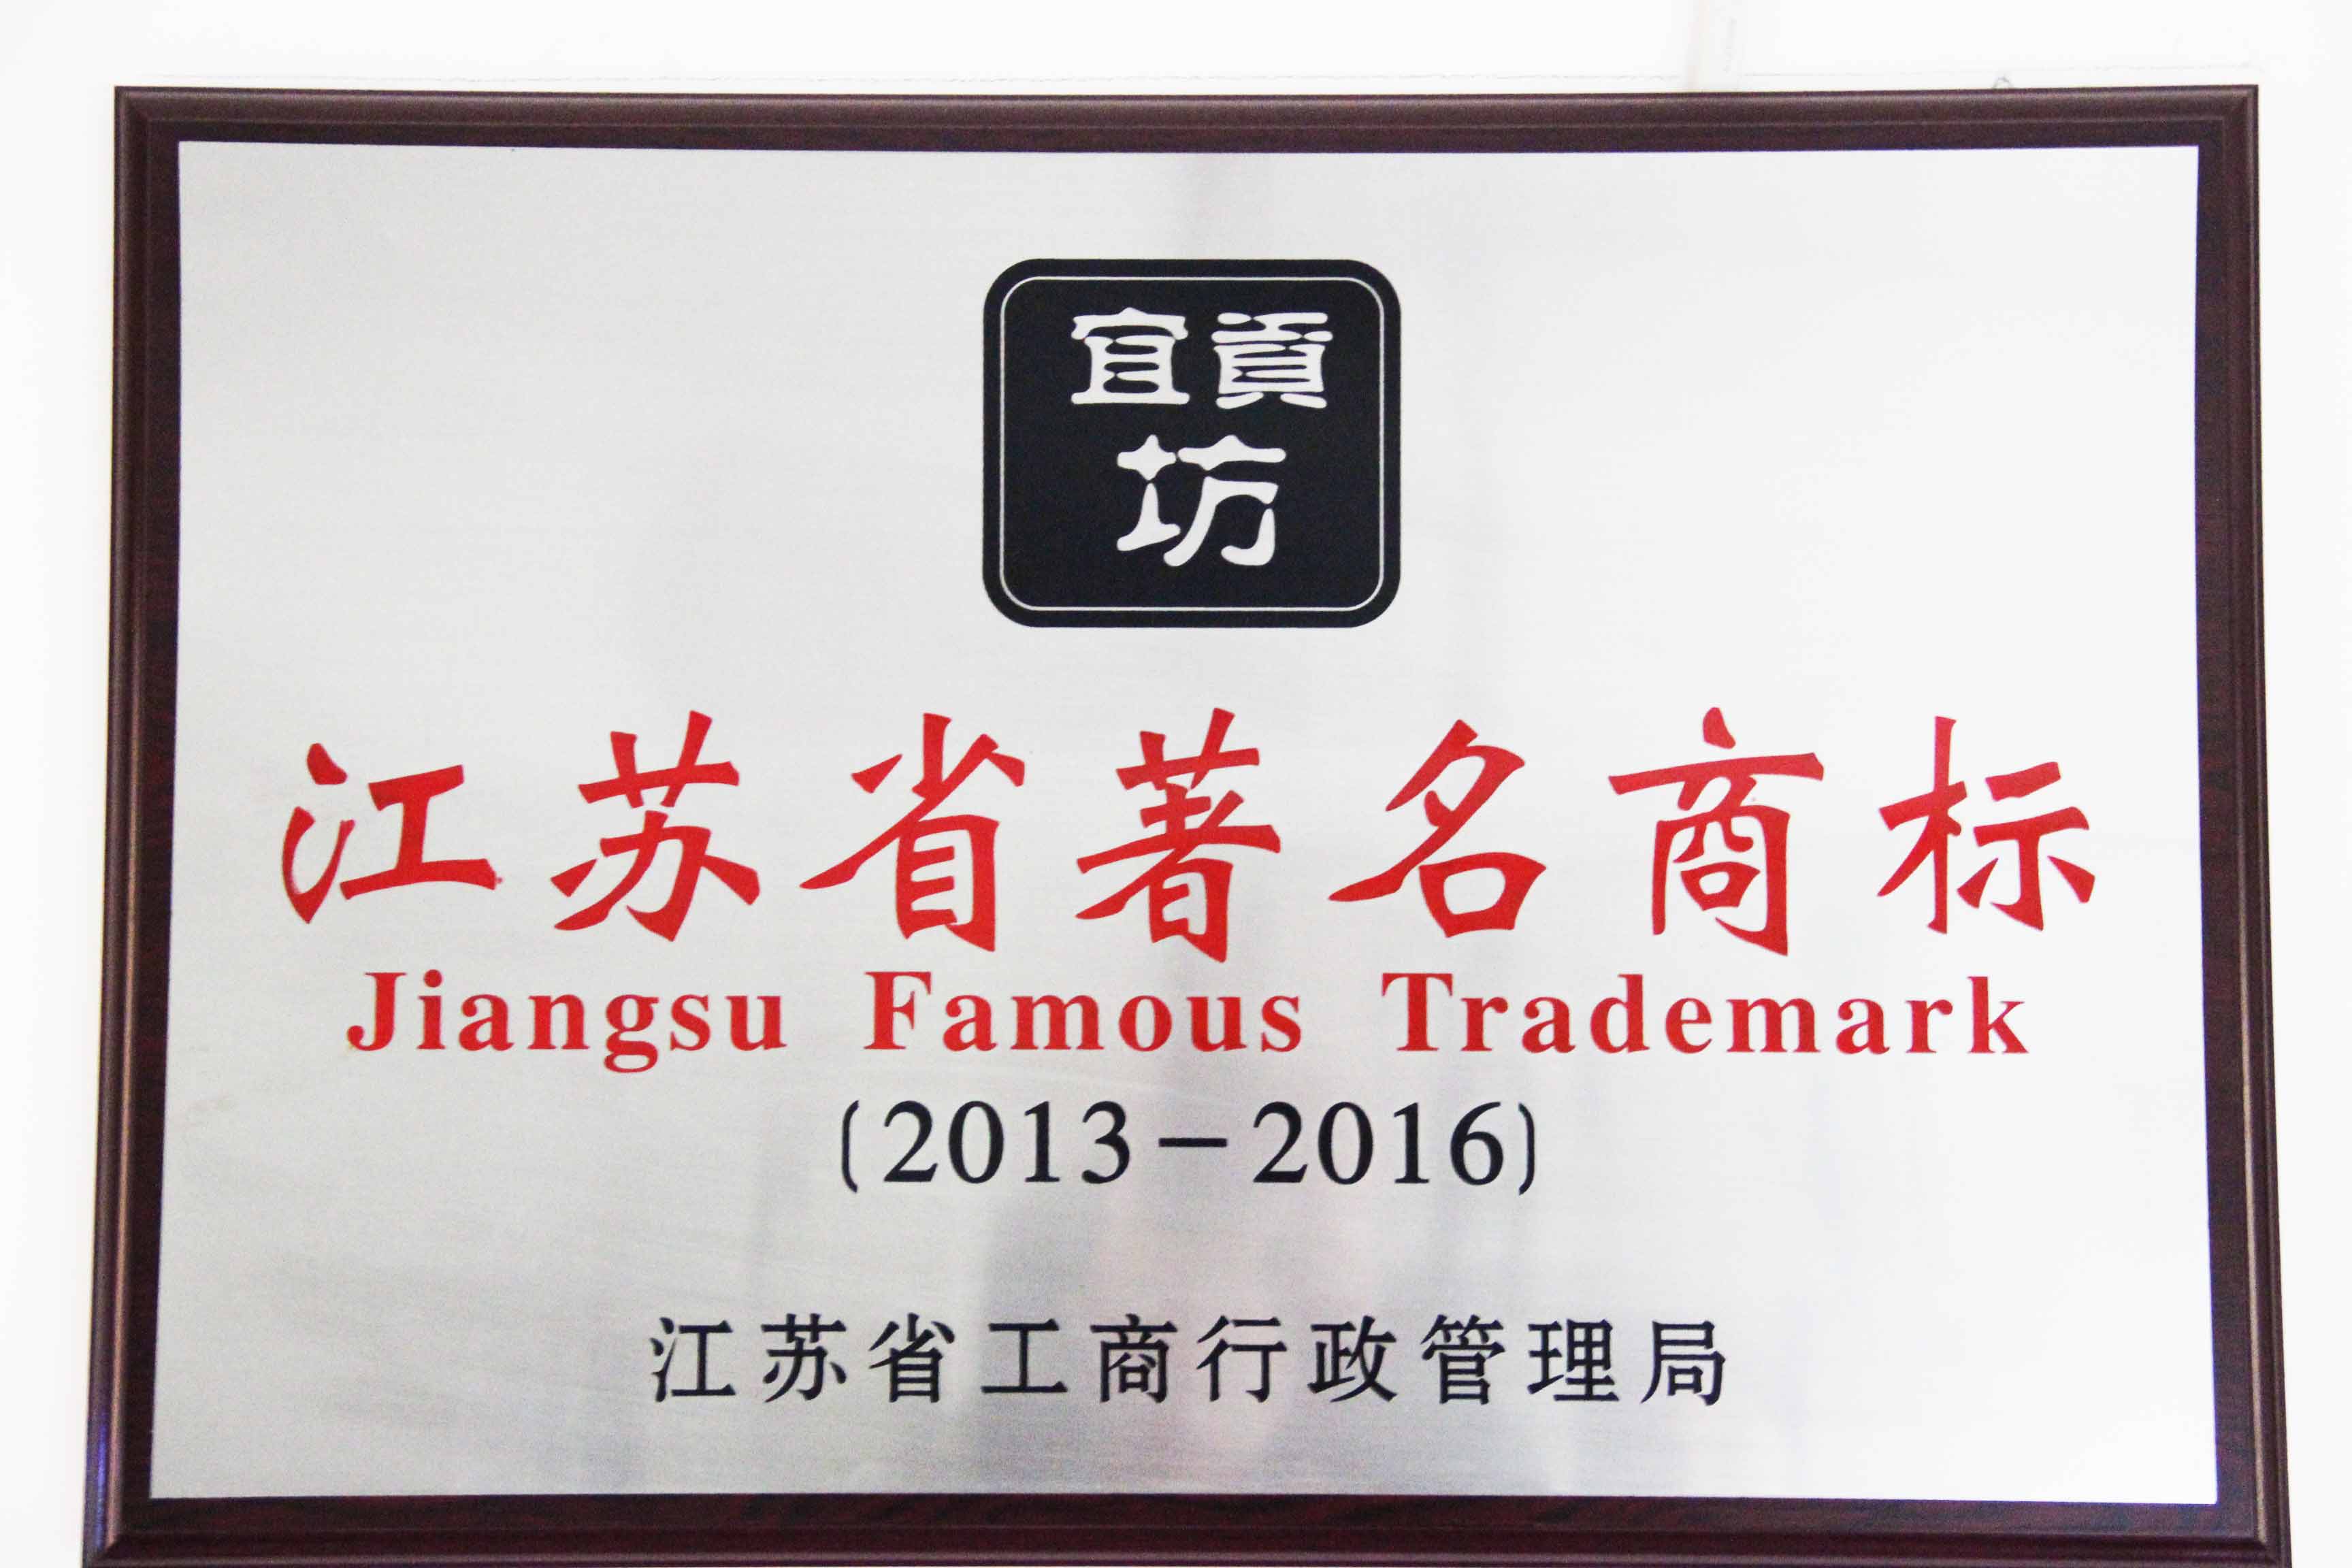 宜貢
坊
江苏省著名商标
Jiangsu Famous Trademark
(2013-2016)
江苏省工商行政管理局